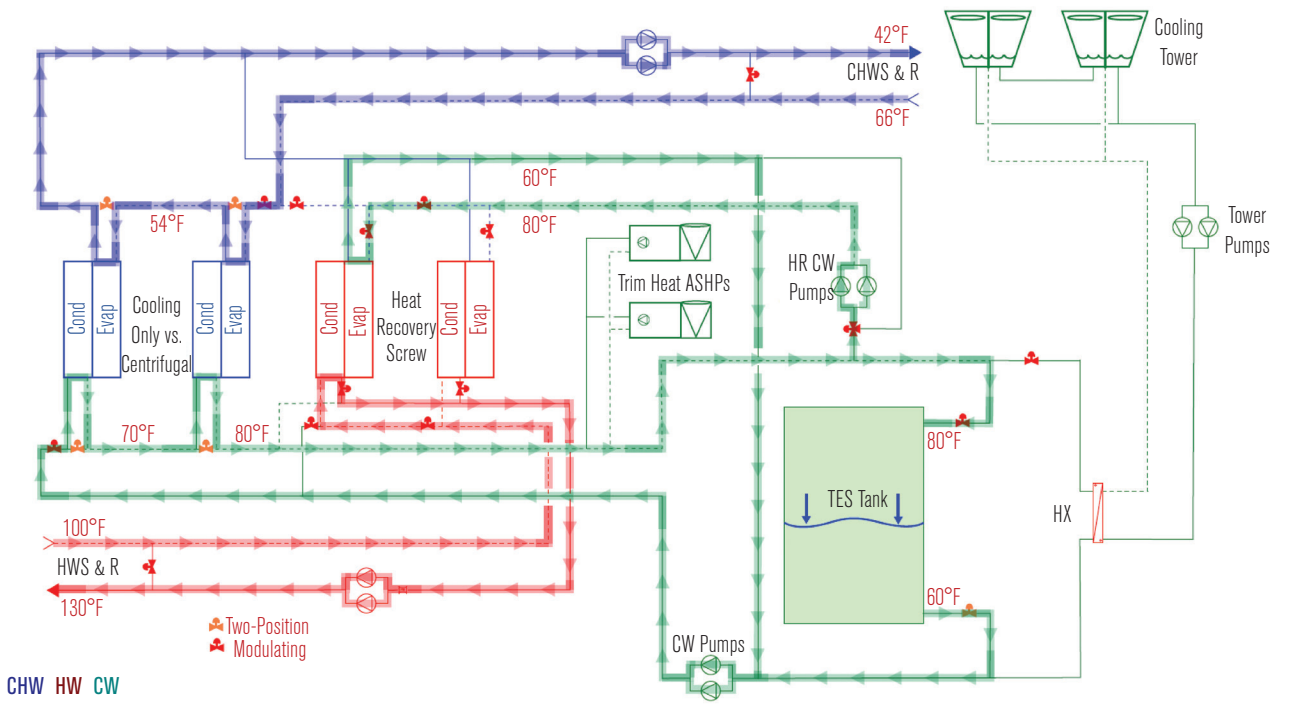 42°F
CHWS & R
66°F
Cooling
Tower
60°F
54°F
80°F
Tower
Pumps
Trim Heat ASHPs
HR CW
Pumps
Cond
Evap
Cooling
Only vs.
Centrifugal
Cond
Evap
Cond
Evap
Heat
Recovery
Screw
Cond
Evap
70°F
80°F
80°F
TES Tank
HX
100°F
HWS & R
130°F
60°F
Two-Position
Modulating
CW Pumps
CHW HW CW